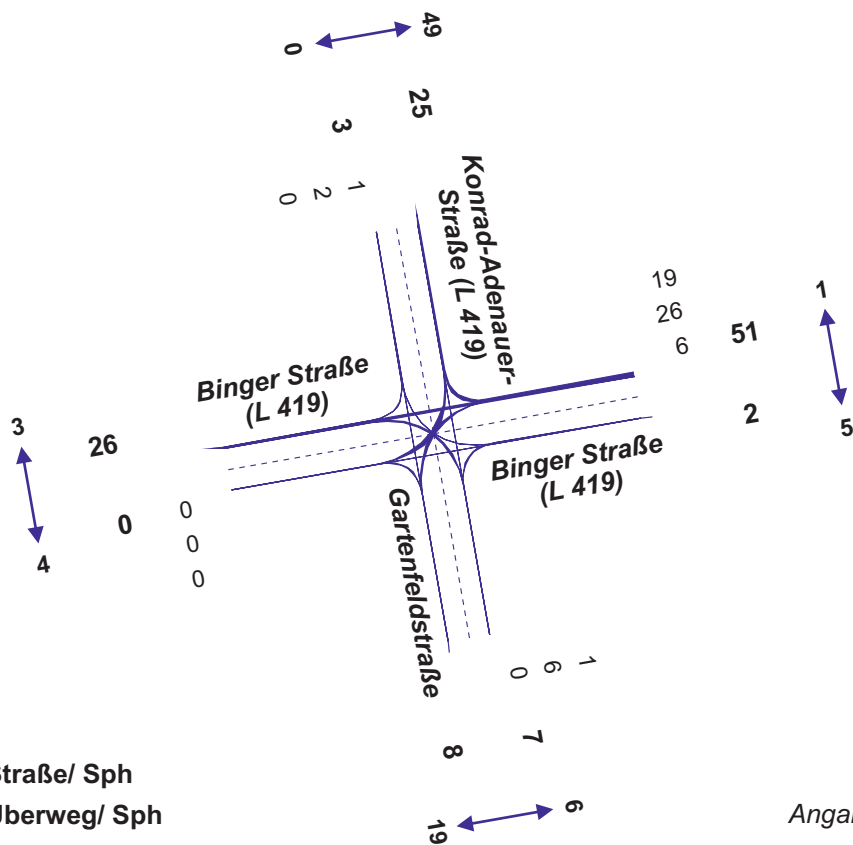 0
49
3
25
0 2 1
Konrad-Adenauer-
Straße (L 419)
19
26
6
51
2
1
5
Binger Straße
(L 419)
3
26
0
0
0
0
4
Binger Straße
(L 419)
Gartenfeldstraße
0 6 1
8
7
19
6
Straße/ Sph
Überweg/ Sph